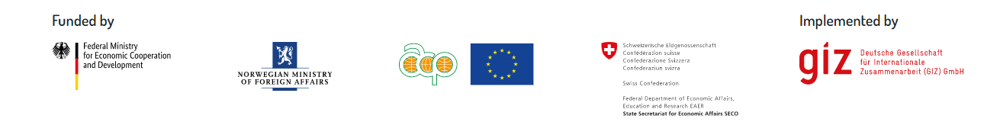 Funded by
Federal Ministry
for Economic Cooperation
and Development
NORWEGIAN MINISTRY
OF FOREIGN AFFAIRS
acp
Schweizerische Eidgenossenschaft
Confédération suisse
Confederazione Svizzera
Confederaziun svizra
Swiss Confederation
Federal Department of Economic Affairs,
Education and Research EAER
State Secretariat for Economic Affairs SECO
Implemented by
giz
Deutsche Gesellschaft
für Internationale
Zusammenarbeit (GIZ) GmbH